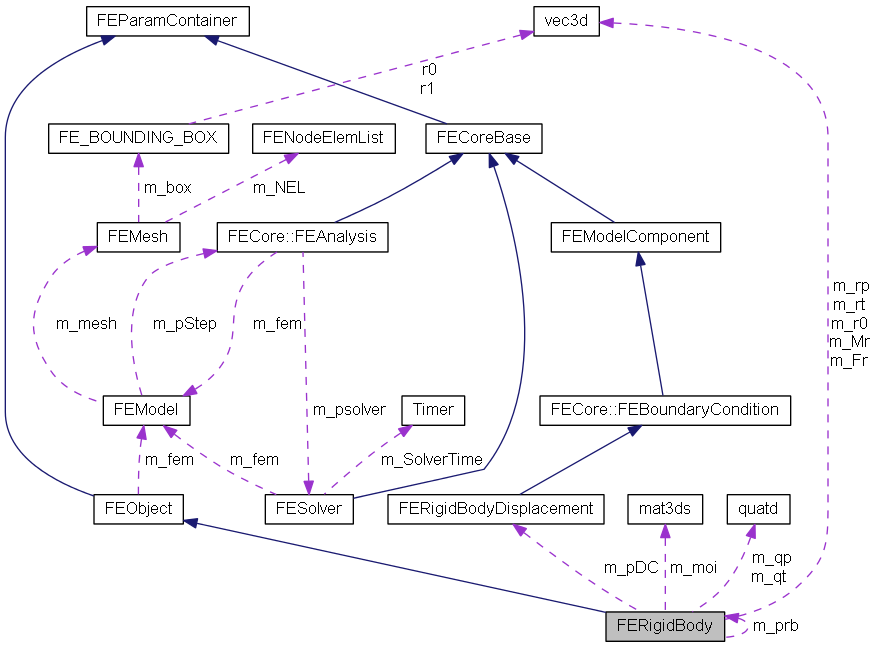 FEParamContainer
vec3d
r0
r1
FE_BOUNDING_BOX
FENodeElemList
FECoreBase
m_box
m_NEL
FEMesh
FECore::FEAnalysis
FEModelComponent
m_rp
m_rt
m_r0
m_Mr
m_Fr
m_mesh
m_pStep
m_fem
FEModel
m_psolver
Timer
FECore::FEBoundaryCondition
m_fem
m_fem
m_SolverTime
FEObject
FESolver
FERigidBodyDisplacement
mat3ds
quatd
m_pDC
m_moi
m_qp
m_qt
FERigidBody
m_prb